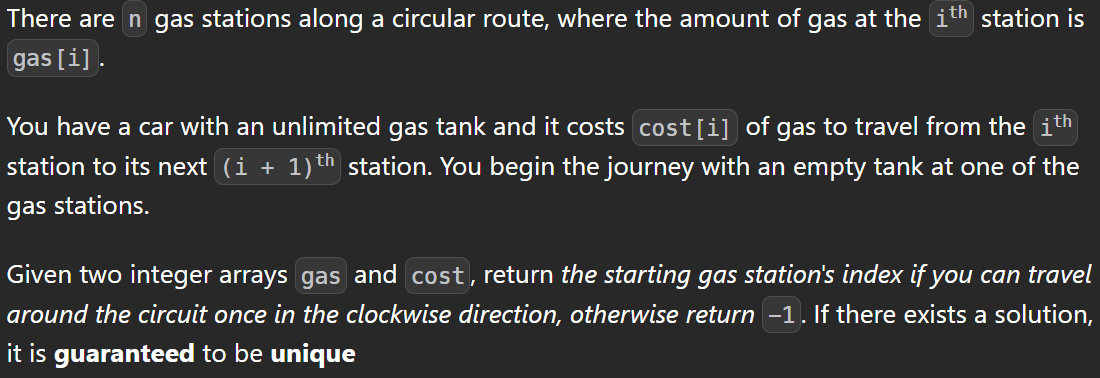 There are n gas stations along a circular route, where the amount of gas at the ith station is
gas[i].
You have a car with an unlimited gas tank and it costs cost[i] of gas to travel from the ith
station to its next (i + 1)th station. You begin the journey with an empty tank at one of the
gas stations.
Given two integer arrays gas and cost, return the starting gas station's index if you can travel
around the circuit once in the clockwise direction, otherwise return -1. If there exists a solution,
it is guaranteed to be unique